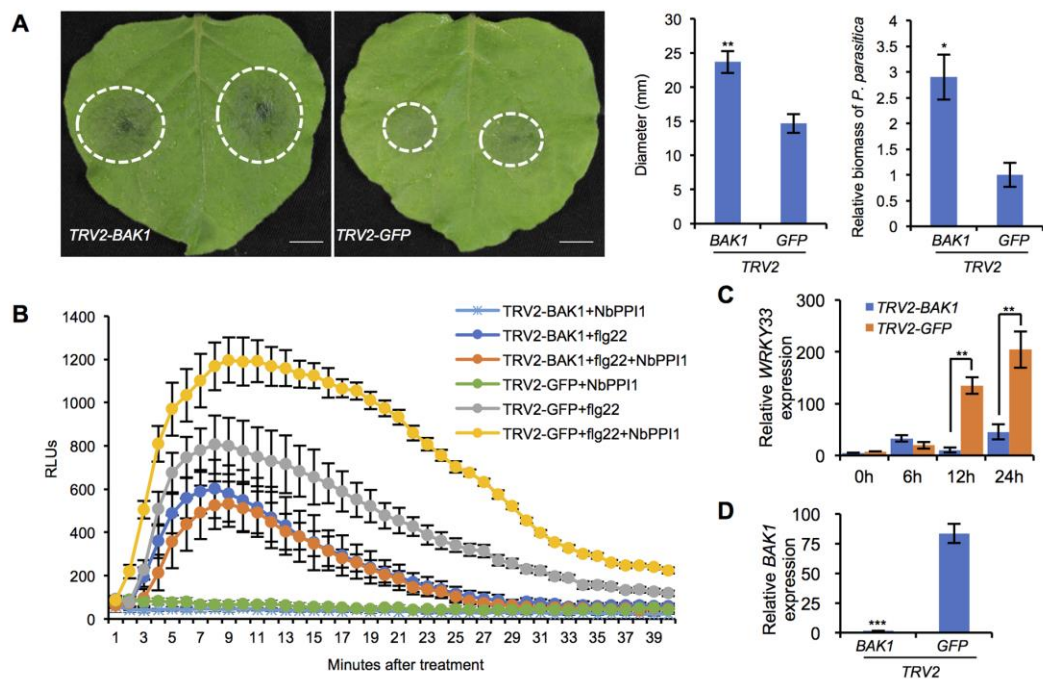 A
TRV2-BAK1
TRV2-GFP
Diameter (mm)
30
25
20
15
10
5
0
**
BAK1
GFP
TRV2
Relative biomass of P. parasitica
4
3.5
3
2.5
2
1.5
1
0.5
0
*
BAK1
GFP
TRV2
B
RLUs
1400
1200
1000
800
600
400
200
0
TRV2-BAK1+NbPPI1
TRV2-BAK1+flg22
TRV2-BAK1+flg22+NbPPI1
TRV2-GFP+NbPPI1
TRV2-GFP+flg22
TRV2-GFP+flg22+NbPPI1
1 3 5 7 9 11 13 15 17 19 21 23 25 27 29 31 33 35 37 39
Minutes after treatment
C
Relative WRKY33
expression
300
200
100
0
TRV2-BAK1
TRV2-GFP
**
**
0h 6h 12h 24h
D
Relative BAK1
expression
100
75
50
25
0
***
BAK1
GFP
TRV2